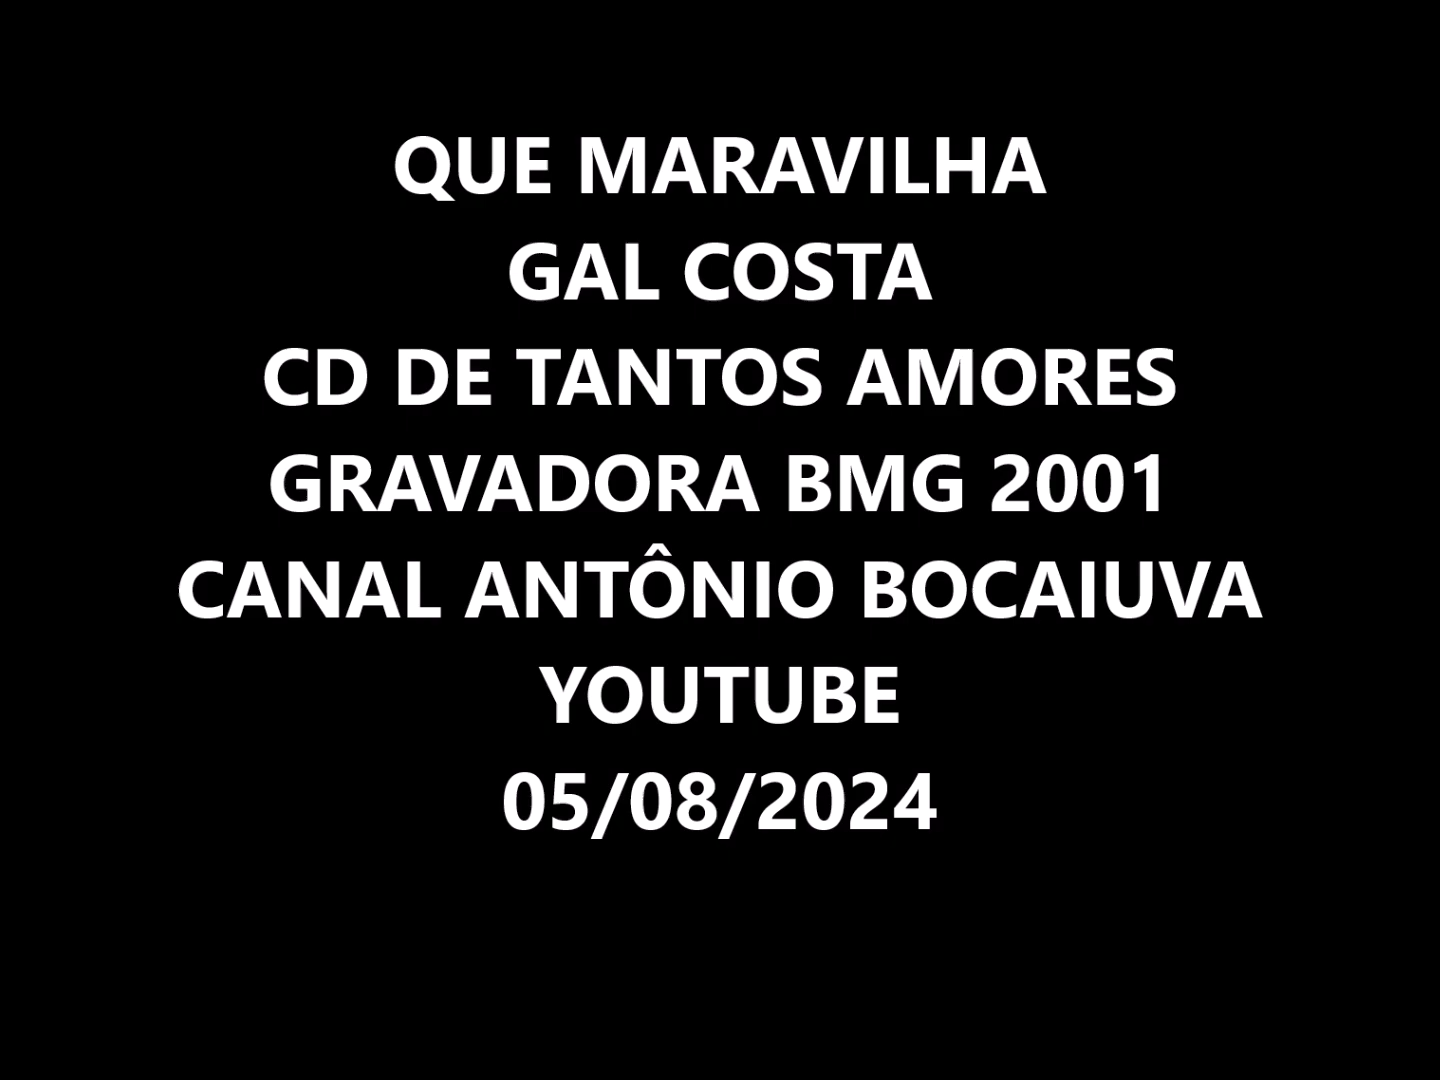 QUE MARAVILHA
GAL COSTA
CD DE TANTOS AMORES
GRAVADORA BMG 2001
CANAL ANTÔNIO BOCAIUVA
YOUTUBE
05/08/2024